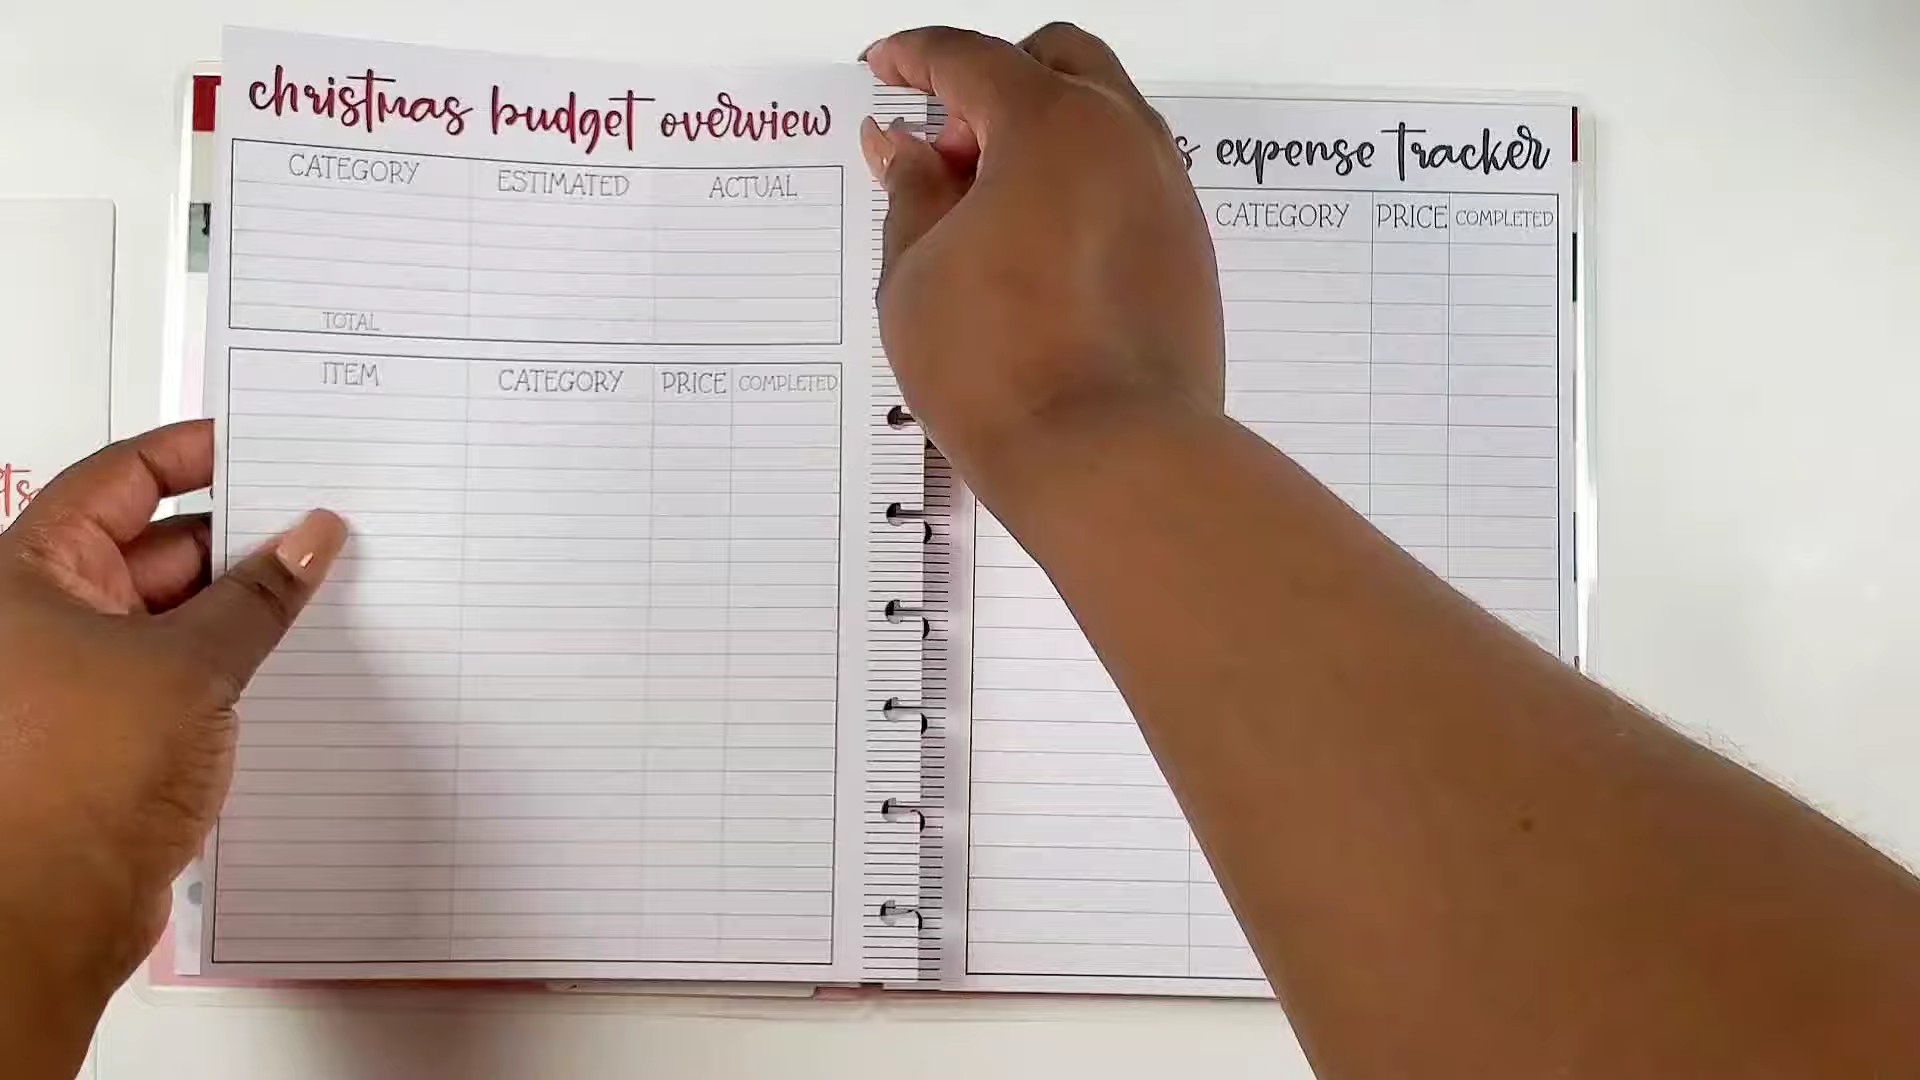 christmas budget overview
CATEGORY ESTIMATED ACTUAL
TOTAL
ITEM CATEGORY PRICE COMPLETED
expense tracker
CATEGORY PRICE COMPLETED